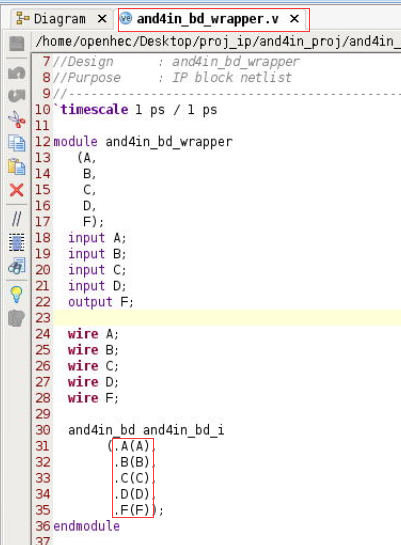 Diagram × and4in_bd_wrapper.v ×
/home/openhec/Desktop/proj_ip/and4in_proj/and4in_
7 //Design : and4in_bd_wrapper
8 //Purpose : IP block netlist
9 //--------------------------------------------
10 `timescale 1 ps / 1 ps
11
12 module and4in_bd_wrapper
13 (A,
14 B,
15 C,
16 D,
17 F);
18 input A;
19 input B;
20 input C;
21 input D;
22 output F;
23
24 wire A;
25 wire B;
26 wire C;
27 wire D;
28 wire F;
29
30 and4in_bd and4in_bd_i
31 (.A(A),
32 .B(B),
33 .C(C),
34 .D(D),
35 .F(F));
36 endmodule
37